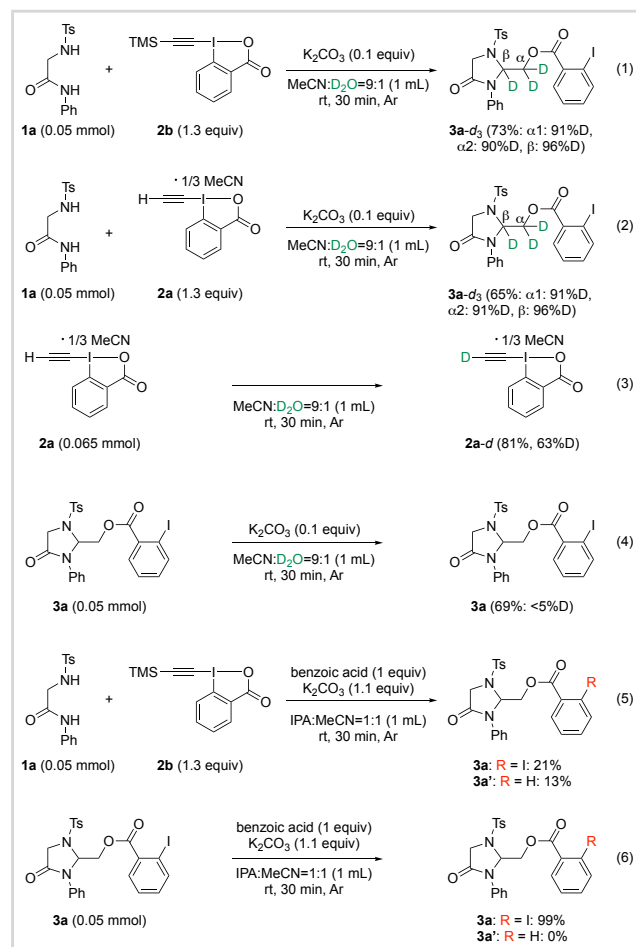 Ts
NH
O
NH
Ph
1a (0.05 mmol)
+
TMS
I
O
O
2b (1.3 equiv)
K2CO3 (0.1 equiv)
MeCN:D2O=9:1 (1 mL)
rt, 30 min, Ar
Ts
N
β
α
O
O
I
D
D
D
O
N
Ph
3a-d3 (73%: α1: 91%D,
α2: 90%D, β: 96%D)
(1)
Ts
NH
O
NH
Ph
1a (0.05 mmol)
+
· 1/3 MeCN
H
I
O
O
2a (1.3 equiv)
K2CO3 (0.1 equiv)
MeCN:D2O=9:1 (1 mL)
rt, 30 min, Ar
Ts
N
β
α
O
O
I
D
D
D
O
N
Ph
3a-d3 (65%: α1: 91%D,
α2: 91%D, β: 96%D)
(2)
· 1/3 MeCN
H
I
O
O
2a (0.065 mmol)
MeCN:D2O=9:1 (1 mL)
rt, 30 min, Ar
· 1/3 MeCN
D
I
O
O
2a-d (81%, 63%D)
(3)
Ts
N
O
O
I
O
N
Ph
3a (0.05 mmol)
K2CO3 (0.1 equiv)
MeCN:D2O=9:1 (1 mL)
rt, 30 min, Ar
Ts
N
O
O
I
O
N
Ph
3a (69%: <5%D)
(4)
Ts
NH
O
NH
Ph
1a (0.05 mmol)
+
TMS
I
O
O
2b (1.3 equiv)
benzoic acid (1 equiv)
K2CO3 (1.1 equiv)
IPA:MeCN=1:1 (1 mL)
rt, 30 min, Ar
Ts
N
O
O
R
O
N
Ph
3a: R = I: 21%
3a': R = H: 13%
(5)
Ts
N
O
O
I
O
N
Ph
3a (0.05 mmol)
benzoic acid (1 equiv)
K2CO3 (1.1 equiv)
IPA:MeCN=1:1 (1 mL)
rt, 30 min, Ar
Ts
N
O
O
R
O
N
Ph
3a: R = I: 99%
3a': R = H: 0%
(6)